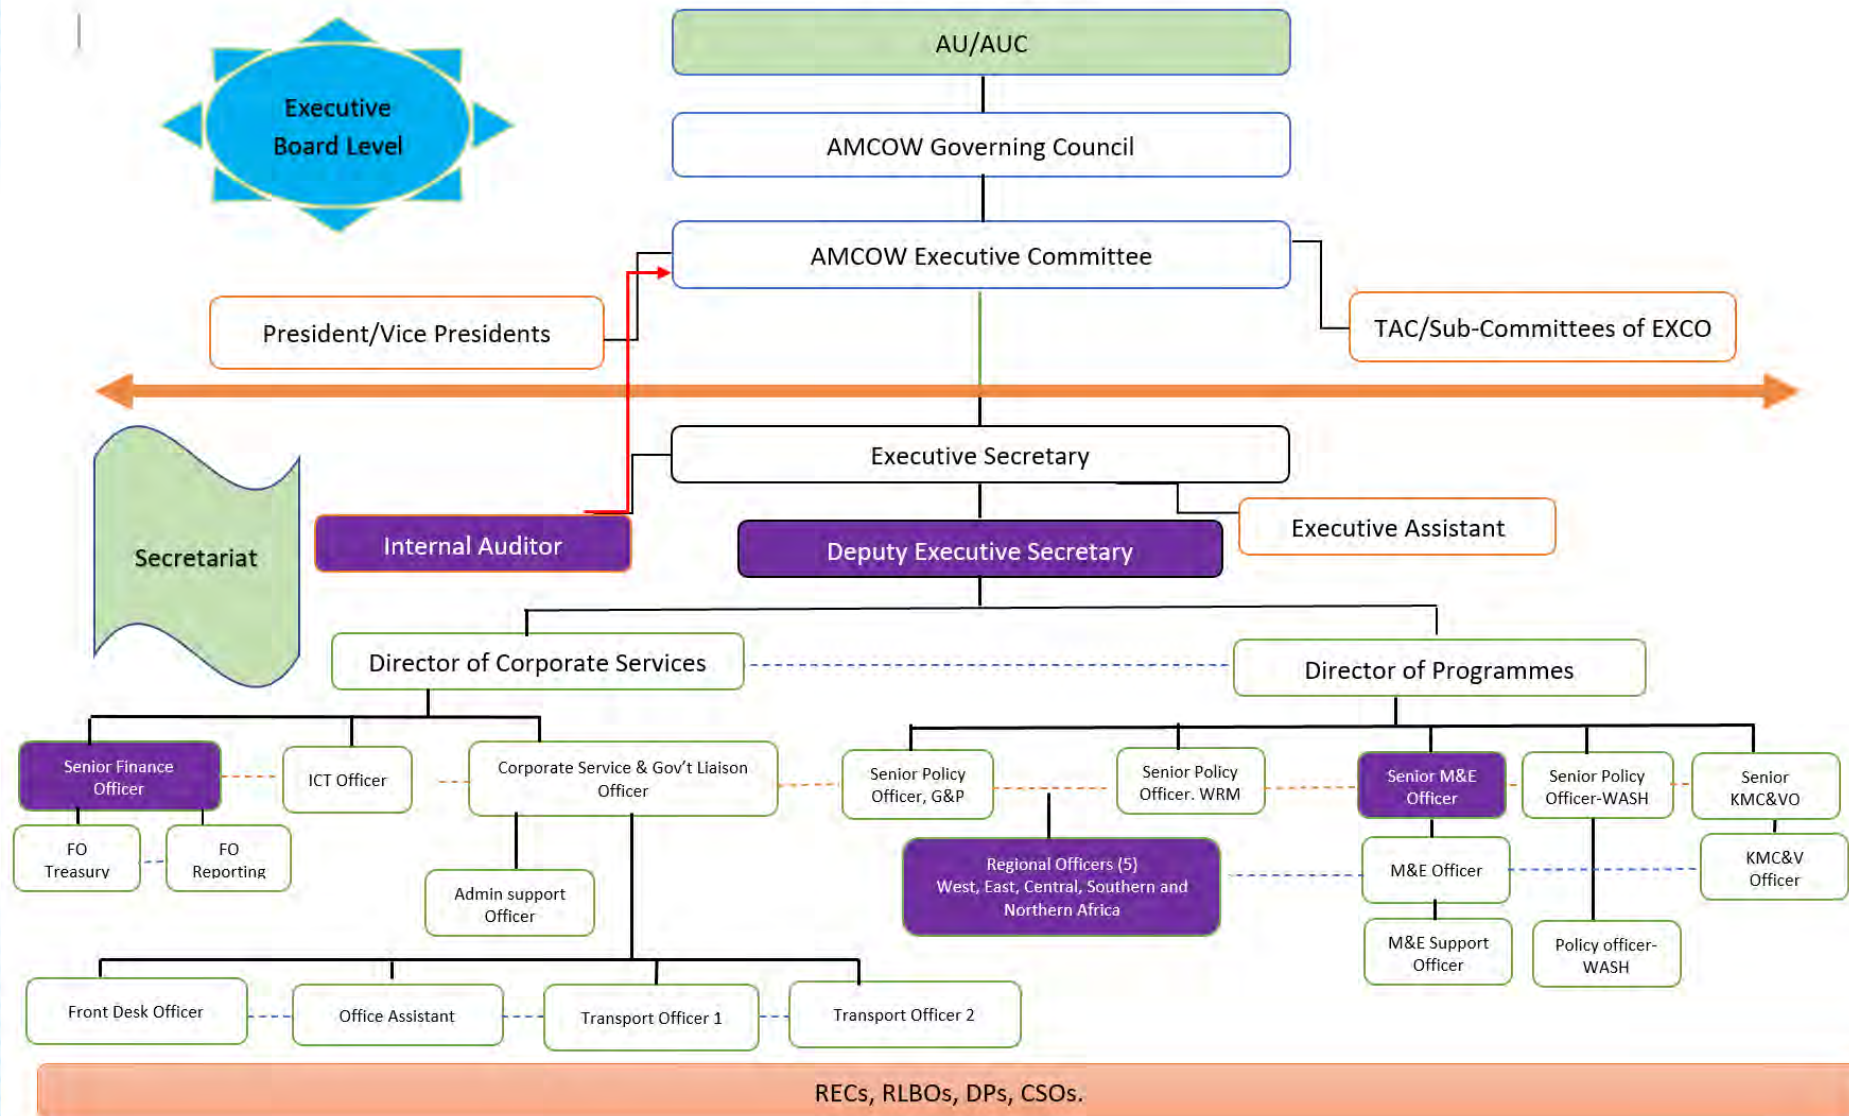 AU/AUC
Executive
Board Level
AMCOW Governing Council
AMCOW Executive Committee
President/Vice Presidents
TAC/Sub-Committees of EXCO
Executive Secretary
Secretariat
Internal Auditor
Deputy Executive Secretary
Executive Assistant
Director of Corporate Services
Director of Programmes
Senior Finance
Officer
ICT Officer
Corporate Service & Gov't Liaison
Officer
Senior Policy
Officer, G&P
Senior Policy
Officer. WRM
Senior M&E
Officer
Senior Policy
Officer-WASH
Senior
KMC&VO
FO
Treasury
FO
Reporting
Admin support
Officer
Regional Officers (5)
West, East, Central, Southern and
Northern Africa
M&E Officer
KMC&V
Officer
M&E Support
Officer
Policy officer-
WASH
Front Desk Officer
Office Assistant
Transport Officer 1
Transport Officer 2
RECs, RLBOs, DPs, CSOs.